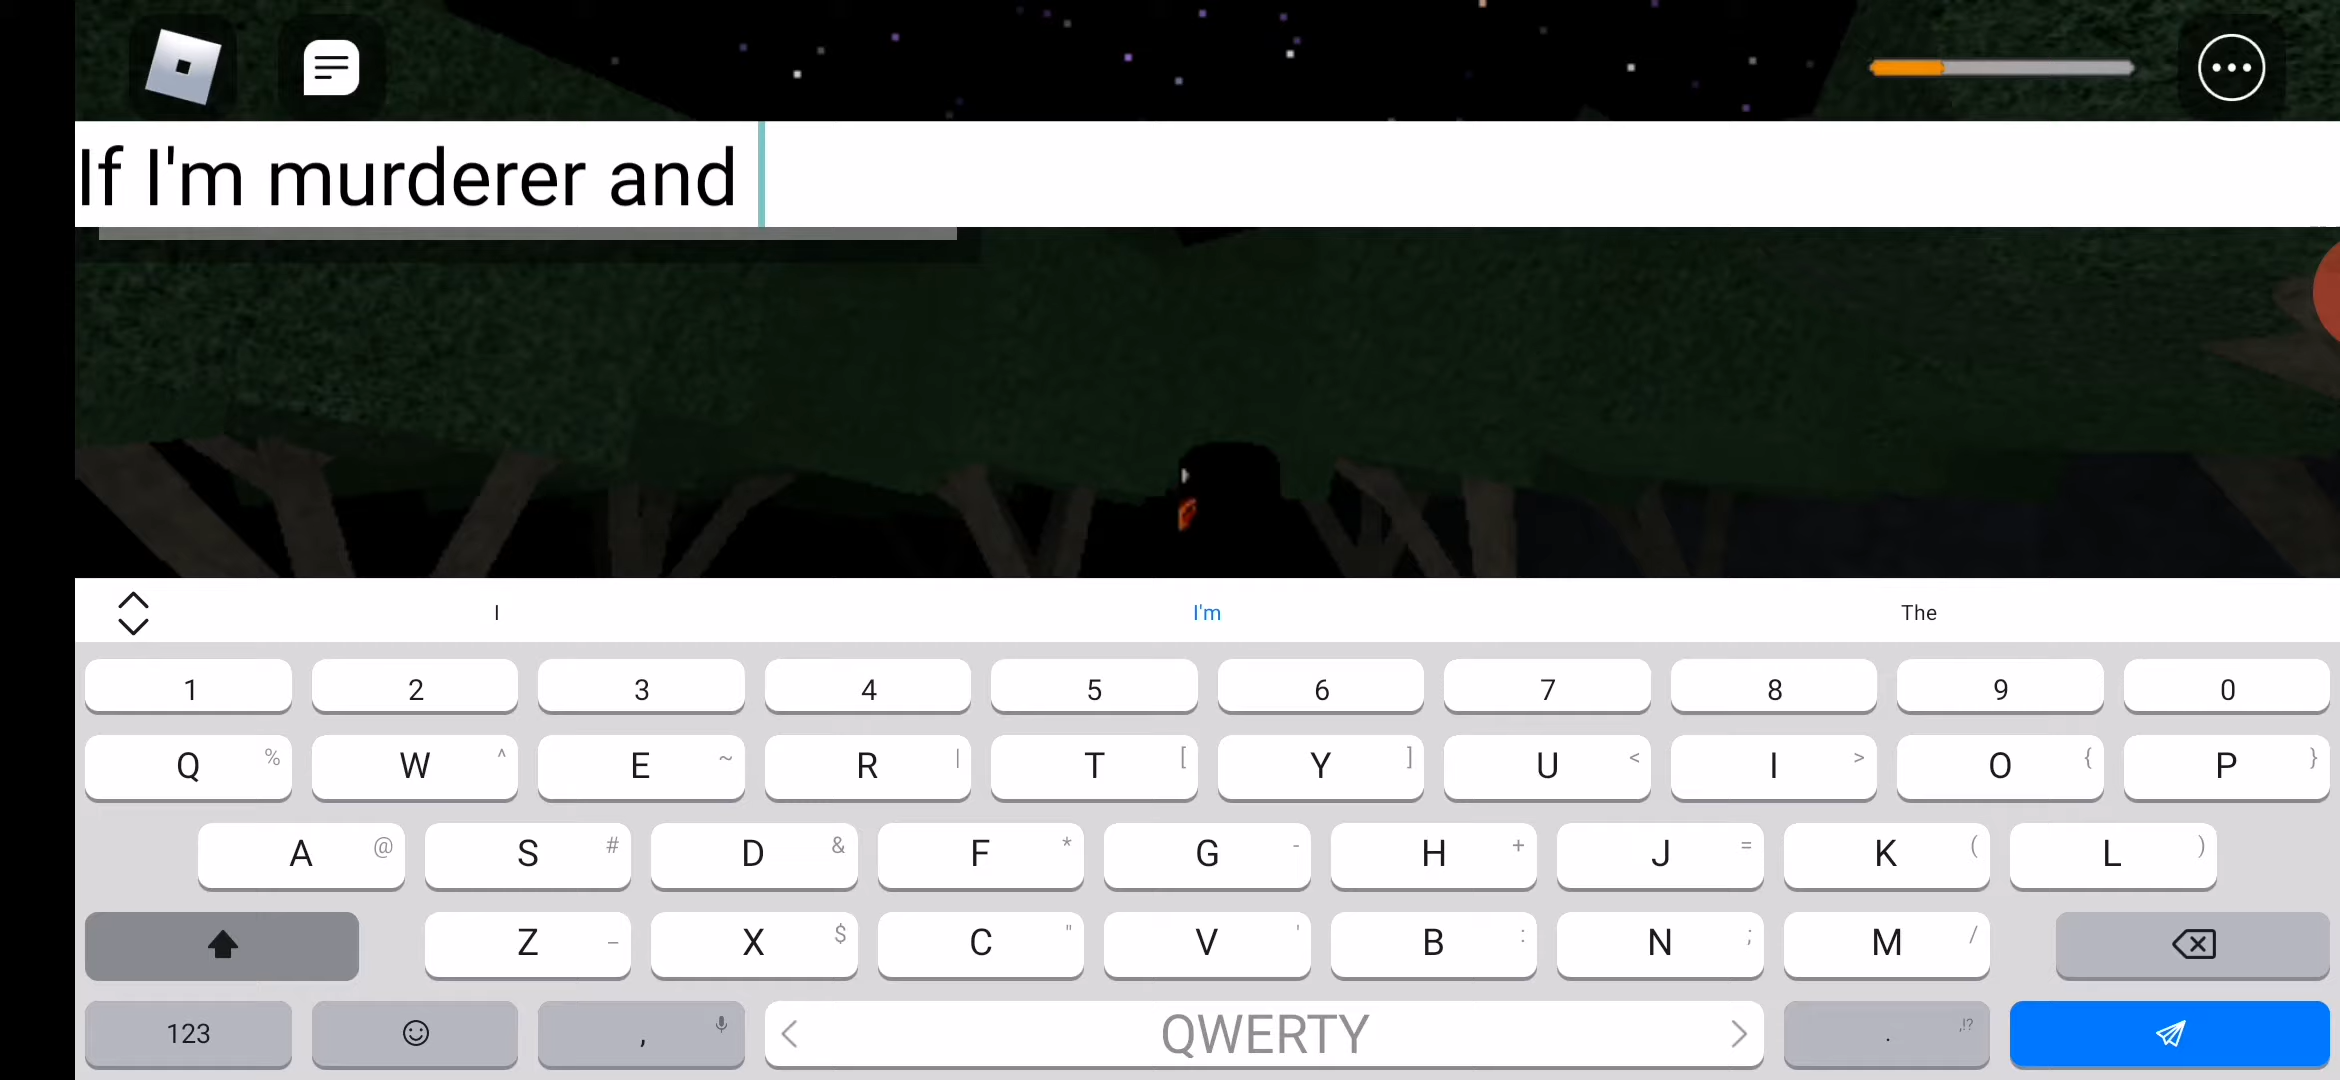 If I'm murderer and
I I'm The
1 2 3 4 5 6 7 8 9 0
Q % W ^ E ~ R | T [ Y ] U < I > O { P }
A @ S # D & F * G - H + J = K ( L )
Z _ X $ C " V ' B : N ; M /
123 , < QWERTY > . ,!?